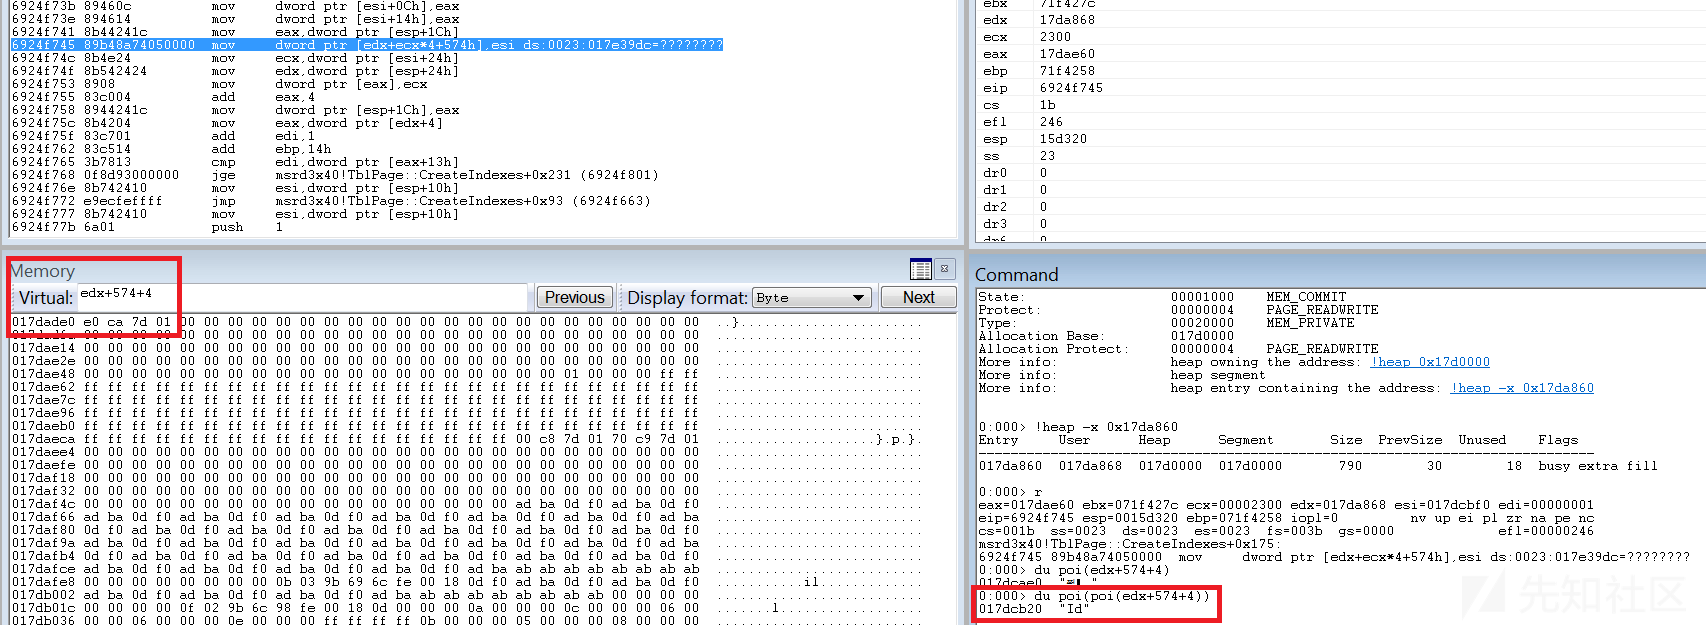 6924f73b 89460c mov dword ptr [esi+0Ch],eax
6924f73e 894614 mov dword ptr [esi+14h],eax
6924f741 8b44241c mov eax,dword ptr [esp+1Ch]
6924f745 89b48a74050000 mov dword ptr [edx+ecx*4+574h],esi ds:0023:017e39dc=????????
6924f74c 8b4e24 mov ecx,dword ptr [esi+24h]
6924f74f 8b542424 mov edx,dword ptr [esp+24h]
6924f753 8908 mov dword ptr [eax],ecx
6924f755 83c004 add eax,4
6924f758 8944241c mov dword ptr [esp+1Ch],eax
6924f75c 8b4204 mov eax,dword ptr [edx+4]
6924f75f 83c701 add edi,1
6924f762 83c514 add ebp,14h
6924f765 3b7813 cmp edi,dword ptr [eax+13h]
6924f768 0f8d93000000 jge msrd3x40!TblPage::CreateIndexes+0x231 (6924f801)
6924f76e 8b742410 mov esi,dword ptr [esp+10h]
6924f772 e9ecfeffff jmp msrd3x40!TblPage::CreateIndexes+0x93 (6924f663)
6924f777 8b742410 mov esi,dword ptr [esp+10h]
6924f77b 6a01 push 1
ebx 71f427c
edx 17da868
ecx 2300
eax 17dae60
ebp 71f4258
eip 6924f745
cs 1b
efl 246
esp 15d320
ss 23
dr0 0
dr1 0
dr2 0
dr3 0
dr6 0
Memory
Virtual: edx+574+4
Previous
Display format: Byte
Next
017dade0 e0 ca 7d 01 00 00 00 00 00 00 00 00 00 00 00 00 00 00 00 00 00 00 00 00 00 00 ..}.......................
00 00 00 00 00 00 00 00 00 00 00 00 00 00 00 00 00 00 00 00 00 00 00 00 00 00 ..........................
017dae14 00 00 00 00 00 00 00 00 00 00 00 00 00 00 00 00 00 00 00 00 00 00 00 00 00 00 ..........................
017dae2e 00 00 00 00 00 00 00 00 00 00 00 00 00 00 00 00 00 00 00 00 00 00 00 00 00 00 ..........................
017dae48 00 00 00 00 00 00 00 00 00 00 00 00 00 00 00 00 00 00 00 00 01 00 00 00 ff ff ..........................
017dae62 ff ff ff ff ff ff ff ff ff ff ff ff ff ff ff ff ff ff ff ff ff ff ff ff ff ff ..........................
017dae7c ff ff ff ff ff ff ff ff ff ff ff ff ff ff ff ff ff ff ff ff ff ff ff ff ff ff ..........................
017dae96 ff ff ff ff ff ff ff ff ff ff ff ff ff ff ff ff ff ff ff ff ff ff ff ff ff ff ..........................
017daeb0 ff ff ff ff ff ff ff ff ff ff ff ff ff ff ff ff ff ff ff ff ff ff ff ff ff ff ..........................
017daeca ff ff ff ff ff ff ff ff ff ff ff ff ff ff ff ff ff ff 00 c8 7d 01 70 c9 7d 01 ....................}.p.}.
017daee4 00 00 00 00 00 00 00 00 00 00 00 00 00 00 00 00 00 00 00 00 00 00 00 00 00 00 ..........................
017daefe 00 00 00 00 00 00 00 00 00 00 00 00 00 00 00 00 00 00 00 00 00 00 00 00 00 00 ..........................
017daf18 00 00 00 00 00 00 00 00 00 00 00 00 00 00 00 00 00 00 00 00 00 00 00 00 00 00 ..........................
017daf32 00 00 00 00 00 00 00 00 00 00 00 00 00 00 00 00 00 00 00 00 00 00 00 00 00 00 ..........................
017daf4c 00 00 00 00 00 00 00 00 00 00 00 00 00 00 00 00 00 00 ad ba 0d f0 ad ba 0d f0 ..........................
017daf66 ad ba 0d f0 ad ba 0d f0 ad ba 0d f0 ad ba 0d f0 ad ba 0d f0 ad ba 0d f0 ad ba ..........................
017daf80 0d f0 ad ba 0d f0 ad ba 0d f0 ad ba 0d f0 ad ba 0d f0 ad ba 0d f0 ad ba 0d f0 ..........................
017daf9a ad ba 0d f0 ad ba 0d f0 ad ba 0d f0 ad ba 0d f0 ad ba 0d f0 ad ba 0d f0 ad ba ..........................
017dafb4 0d f0 ad ba 0d f0 ad ba 0d f0 ad ba 0d f0 ad ba 0d f0 ad ba 0d f0 ad ba 0d f0 ..........................
017dafce ad ba 0d f0 ad ba 0d f0 ad ba 0d f0 ad ba 0d f0 ad ba ab ab ab ab ab ab ab ab ..........................
017dafe8 00 00 00 00 00 00 00 00 0b 03 9b 69 6c fe 00 18 0d f0 ad ba 0d f0 ad ba 0d f0 ...........il.............
017db002 ad ba 0d f0 ad ba 0d f0 ad ba ab ab ab ab ab ab ab ab 00 00 00 00 00 00 00 00 ..........................
017db01c 00 00 00 00 0f 02 9b 6c 98 fe 00 18 0d 00 00 00 0a 00 00 00 0c 00 00 00 06 00 .......l..................
017db036 00 00 06 00 00 00 0e 00 00 00 ff ff ff ff 0b 00 00 00 05 00 00 00 08 00 00 00 ..........................
Command
State: 00001000 MEM_COMMIT
Protect: 00000004 PAGE_READWRITE
Type: 00020000 MEM_PRIVATE
Allocation Base: 017d0000
Allocation Protect: 00000004 PAGE_READWRITE
More info: heap owning the address: !heap 0x17d0000
More info: heap segment
More info: heap entry containing the address: !heap -x 0x17da860
0:000> !heap -x 0x17da860
Entry User Heap Segment Size PrevSize Unused Flags
-----------------------------------------------------------------------------
017da860 017da868 017d0000 017d0000 790 30 18 busy extra fill
0:000> r
eax=017dae60 ebx=071f427c ecx=00002300 edx=017da868 esi=017dcbf0 edi=00000001
eip=6924f745 esp=0015d320 ebp=071f4258 iopl=0 nv up ei pl zr na pe nc
cs=001b ss=0023 ds=0023 es=0023 fs=003b gs=0000 efl=00000246
msrd3x40!TblPage::CreateIndexes+0x175:
6924f745 89b48a74050000 mov dword ptr [edx+ecx*4+574h],esi ds:0023:017e39dc=????????
0:000> du poi(edx+574+4)
017dcae0
0:000> du poi(poi(edx+574+4))
017dcb20 "Id"
先知社区